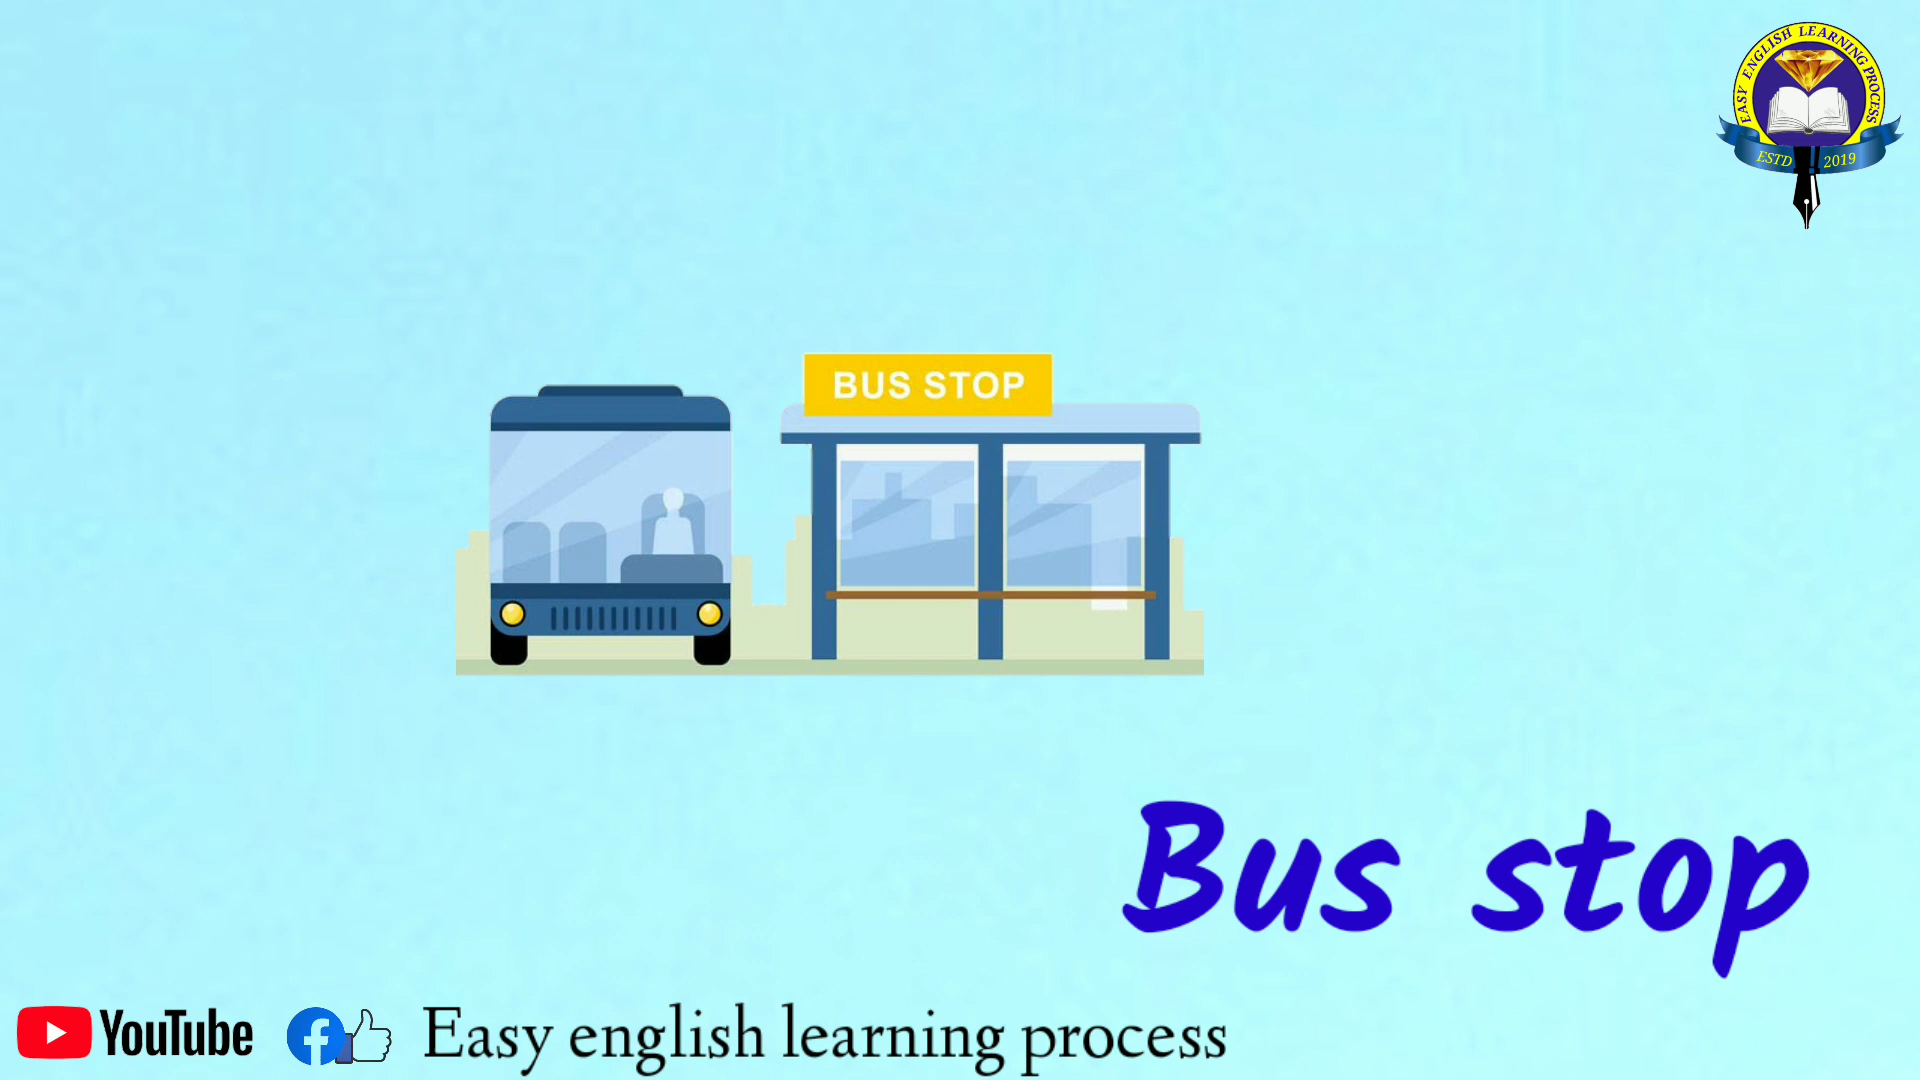 EASY ENGLISH LEARNING PROCESS
ESTD 2019
BUS STOP
Bus stop
YouTube
Easy english learning process